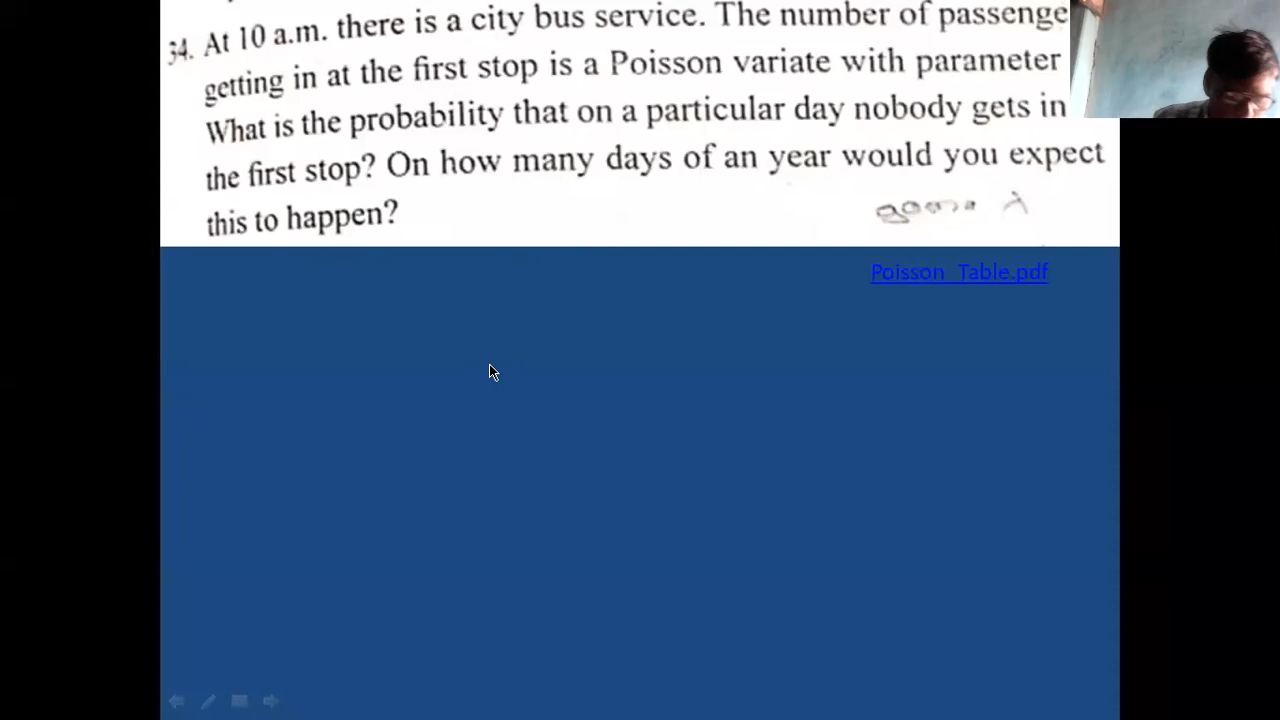 34. At 10 a.m. there is a city bus service. The number of passenge
getting in at the first stop is a Poisson variate with parameter
What is the probability that on a particular day nobody gets in
the first stop? On how many days of an year would you expect
this to happen?
λ
Poisson_Table.pdf